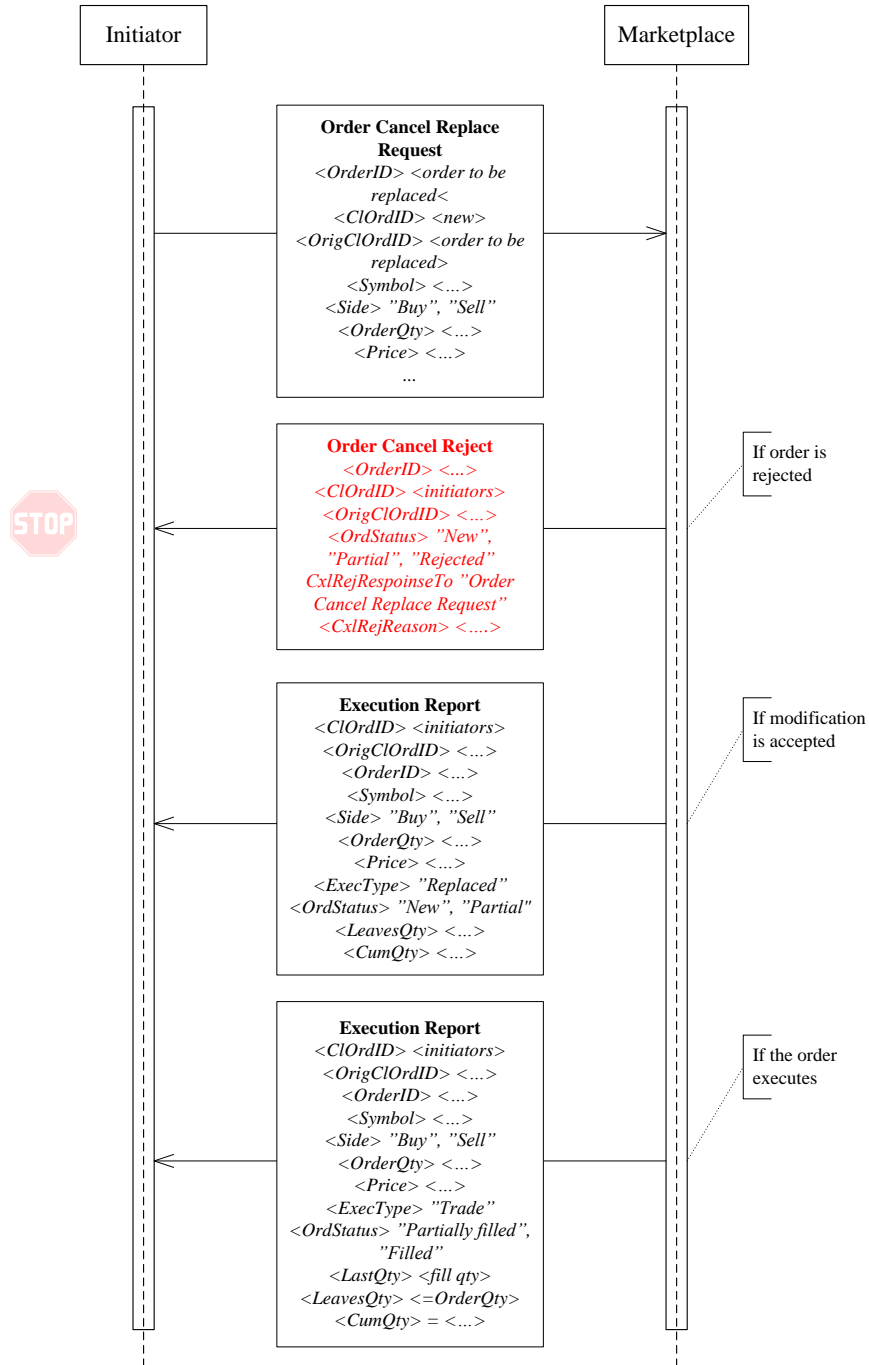 Initiator
Marketplace
Order Cancel Replace
Request
<OrderID> <order to be
replaced<
<ClOrdID> <new>
<OrigClOrdID> <order to be
replaced>
<Symbol> <...>
<Side> ”Buy”, ”Sell”
<OrderQty> <...>
<Price> <...>
...
Order Cancel Reject
<OrderID> <...>
<ClOrdID> <initiators>
<OrigClOrdID> <...>
<OrdStatus> ”New”,
”Partial”, ”Rejected”
CxlRejRespoinseTo ”Order
Cancel Replace Request”
<CxlRejReason> <....>
If order is
rejected
STOP
Execution Report
<ClOrdID> <initiators>
<OrigClOrdID> <...>
<OrderID> <...>
<Symbol> <...>
<Side> ”Buy”, ”Sell”
<OrderQty> <...>
<Price> <...>
<ExecType> ”Replaced”
<OrdStatus> ”New”, ”Partial"
<LeavesQty> <...>
<CumQty> <...>
If modification
is accepted
Execution Report
<ClOrdID> <initiators>
<OrigClOrdID> <...>
<OrderID> <...>
<Symbol> <...>
<Side> ”Buy”, ”Sell”
<OrderQty> <...>
<Price> <...>
<ExecType> ”Trade”
<OrdStatus> ”Partially filled”,
”Filled”
<LastQty> <fill qty>
<LeavesQty> <=OrderQty>
<CumQty> = <...>
If the order
executes